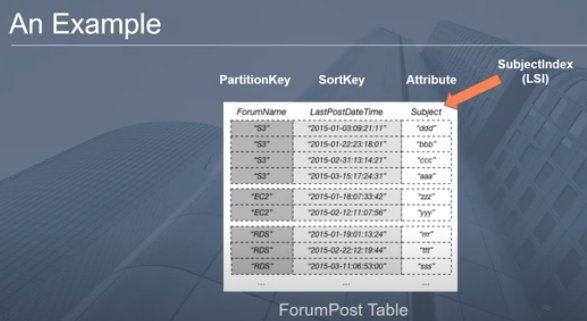 An Example
SubjectIndex
(LSI)
PartitionKey SortKey Attribute
ForumName LastPostDateTime Subject
"S3" "2015-01-03:09:21:11" "ddd"
"S3" "2015-01-22:23:18:01" "bbb"
"S3" "2015-02-31:13:14:21" "ccc"
"S3" "2015-03-15:17:24:31" "aaa"
"EC2" "2015-01-18:07:33:42" "zzz"
"EC2" "2015-02-12:11:07:56" "yyy"
"RDS" "2015-01-19:01:13:24" "rrr"
"RDS" "2015-02-22:12:19:44" "ttt"
"RDS" "2015-03-11:06:53:00" "sss"
... ... ...
ForumPost Table